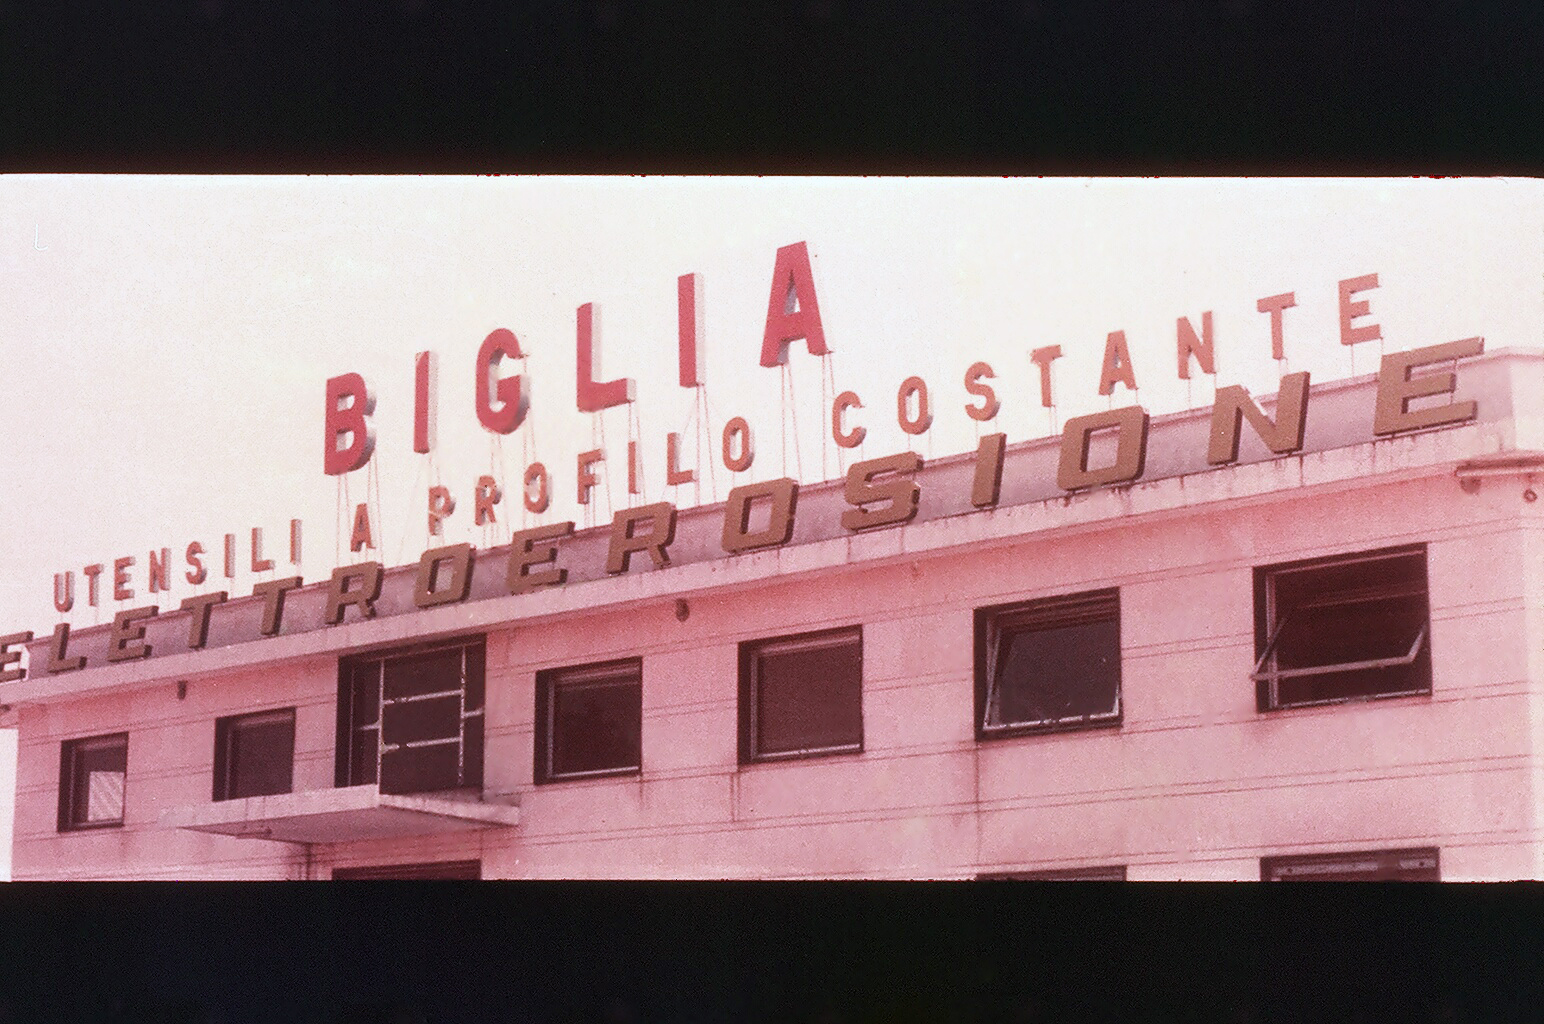 BIGLIA
UTENSILI A PROFILO COSTANTE
ELETTROEROSIONE